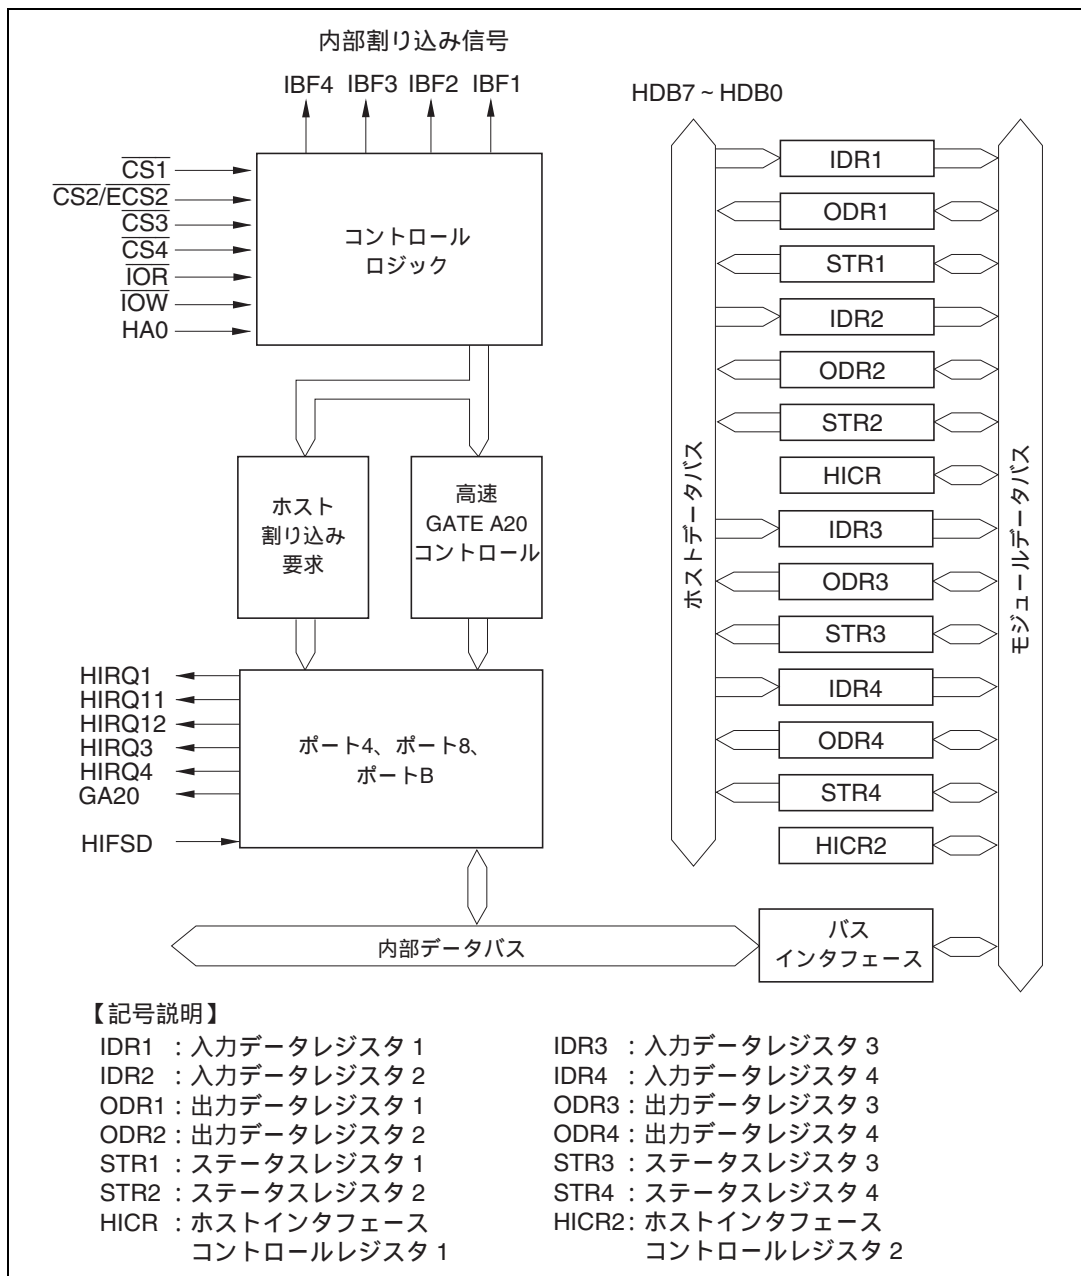 内部割り込み信号
IBF4 IBF3 IBF2 IBF1
CS1
CS2/ECS2
CS3
CS4
IOR
IOW
HA0
コントロール
ロジック
ホスト
割り込み
要求
高速
GATE A20
コントロール
HIRQ1
HIRQ11
HIRQ12
HIRQ3
HIRQ4
GA20
HIFSD
ポート4、ポート8、
ポートB
内部データバス
HDB7 ~ HDB0
ホストデータバス
IDR1
ODR1
STR1
IDR2
ODR2
STR2
HICR
IDR3
ODR3
STR3
IDR4
ODR4
STR4
HICR2
モジュールデータバス
バス
インタフェース
【記号説明】
IDR1 :入力データレジスタ 1
IDR2 :入力データレジスタ 2
ODR1:出力データレジスタ 1
ODR2:出力データレジスタ 2
STR1 :ステータスレジスタ 1
STR2 :ステータスレジスタ 2
HICR :ホストインタフェース
コントロールレジスタ 1
IDR3 :入力データレジスタ 3
IDR4 :入力データレジスタ 4
ODR3:出力データレジスタ 3
ODR4:出力データレジスタ 4
STR3 :ステータスレジスタ 3
STR4 :ステータスレジスタ 4
HICR2:ホストインタフェース
コントロールレジスタ 2